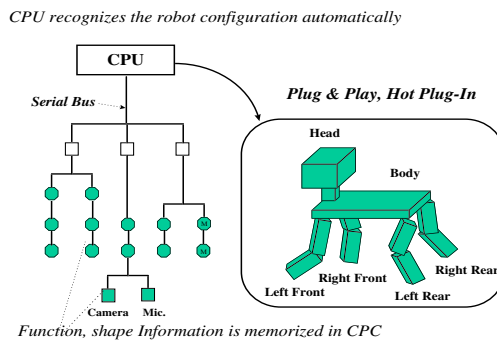 CPU recognizes the robot configuration automatically
CPU
Serial Bus
Plug & Play, Hot Plug-In
Head
Body
M
M
Right Rear
Right Front
Left Front
Left Rear
Camera
Mic.
Function, shape Information is memorized in CPC